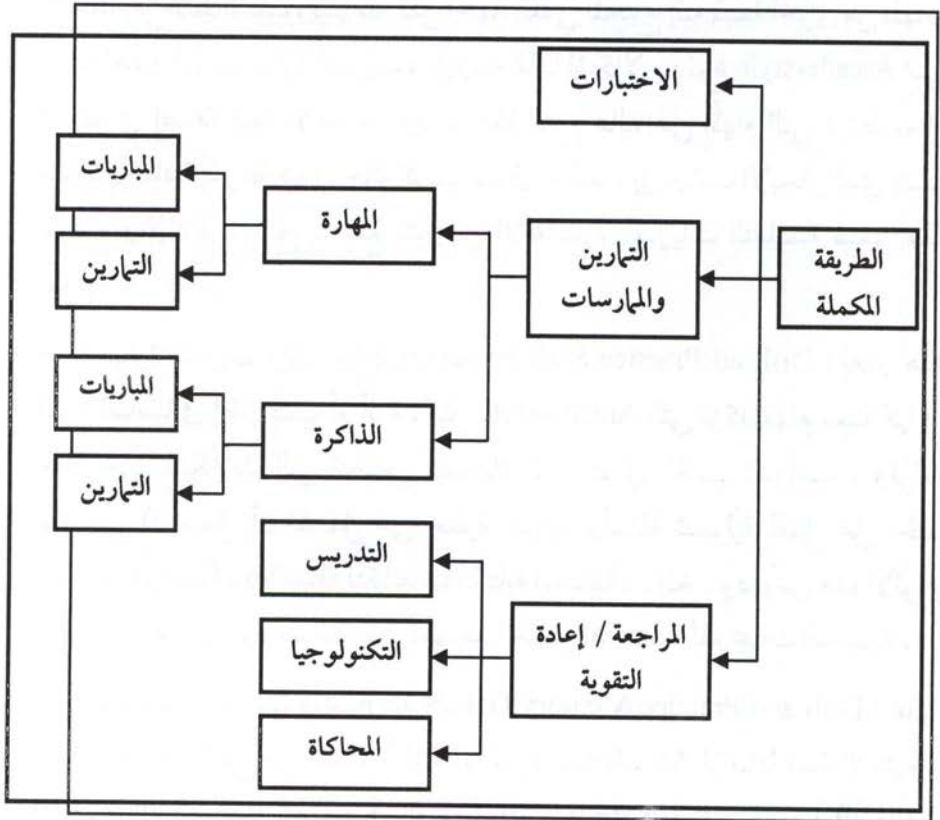 الاختبارات
المباريات
المهارة
التمارين
التمارين
والممارسات
الطريقة
المكملة
المباريات
الذاكرة
التمارين
التدريس
المراجعة / إعادة
التقوية
التكنولوجيا
المحاكاة